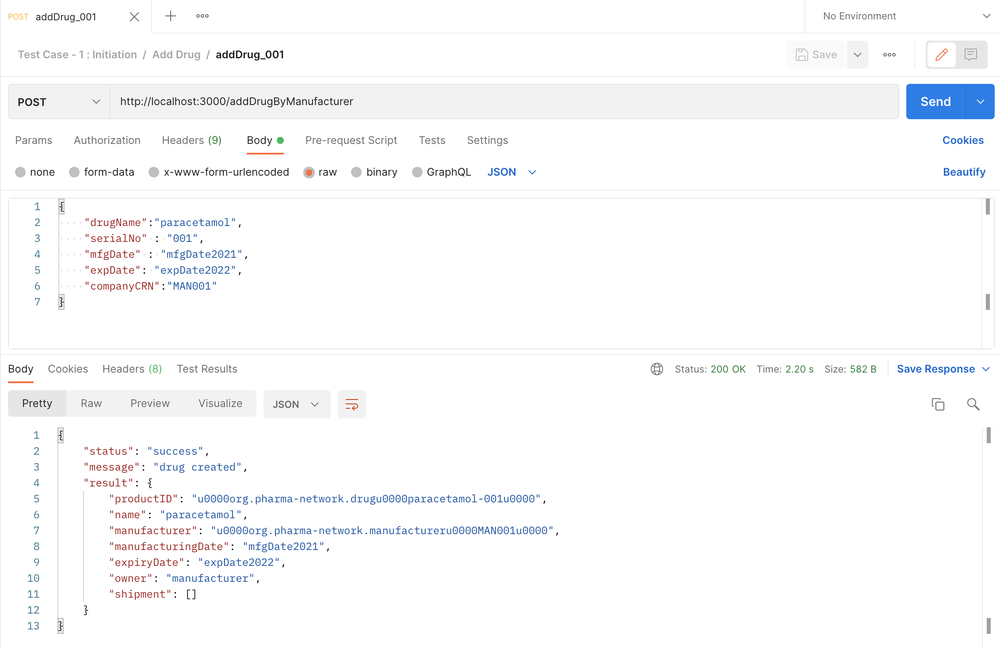 POST addDrug_001
No Environment
Test Case - 1 : Initiation / Add Drug / addDrug_001
Save
POST http://localhost:3000/addDrugByManufacturer
Send
Params Authorization Headers (9) Body Pre-request Script Tests Settings Cookies
none form-data x-www-form-urlencoded raw binary GraphQL JSON Beautify
1 {
2 "drugName":"paracetamol",
3 "serialNo" : "001",
4 "mfgDate" : "mfgDate2021",
5 "expDate": "expDate2022",
6 "companyCRN":"MAN001"
7 }
Body Cookies Headers (8) Test Results Status: 200 OK Time: 2.20 s Size: 582 B Save Response
Pretty Raw Preview Visualize JSON
1 {
2 "status": "success",
3 "message": "drug created",
4 "result": {
5 "productID": "u0000org.pharma-network.drugu0000paracetamol-001u0000",
6 "name": "paracetamol",
7 "manufacturer": "u0000org.pharma-network.manufactureru0000MAN001u0000",
8 "manufacturingDate": "mfgDate2021",
9 "expiryDate": "expDate2022",
10 "owner": "manufacturer",
11 "shipment": []
12 }
13 }